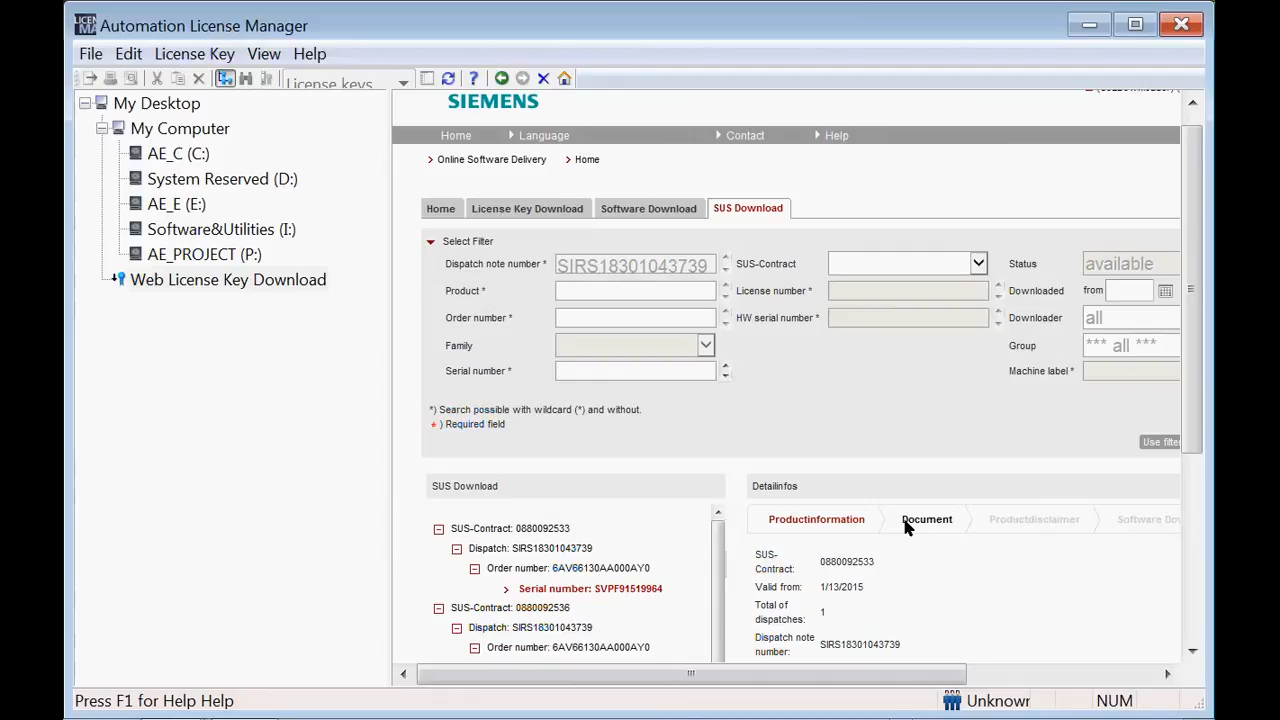 Automation License Manager
File Edit License Key View Help
License keys
My Desktop
My Computer
AE_C (C:)
System Reserved (D:)
AE_E (E:)
Software&Utilities (I:)
AE_PROJECT (P:)
Web License Key Download
SIEMENS
Home Language Contact Help
Online Software Delivery Home
Home License Key Download Software Download SUS Download
Select Filter
Dispatch note number * SIRS18301043739 SUS-Contract Status available
Product * License number * Downloaded from
Order number * HW serial number * Downloader all
Family Group *** all ***
Serial number * Machine label *
*) Search possible with wildcard (*) and without.
* ) Required field
Use filte
SUS Download Detailinfos
Productinformation Document Productdisclaimer Software Dov
SUS-Contract: 0880092533
Dispatch: SIRS18301043739
Order number: 6AV66130AA000AY0
Serial number: SVPF91519964
SUS-Contract: 0880092536
Dispatch: SIRS18301043739
Order number: 6AV66130AA000AY0
SUS-
Contract: 0880092533
Valid from: 1/13/2015
Total of
dispatches: 1
Dispatch note
number: SIRS18301043739
Press F1 for Help Help Unknowr NUM